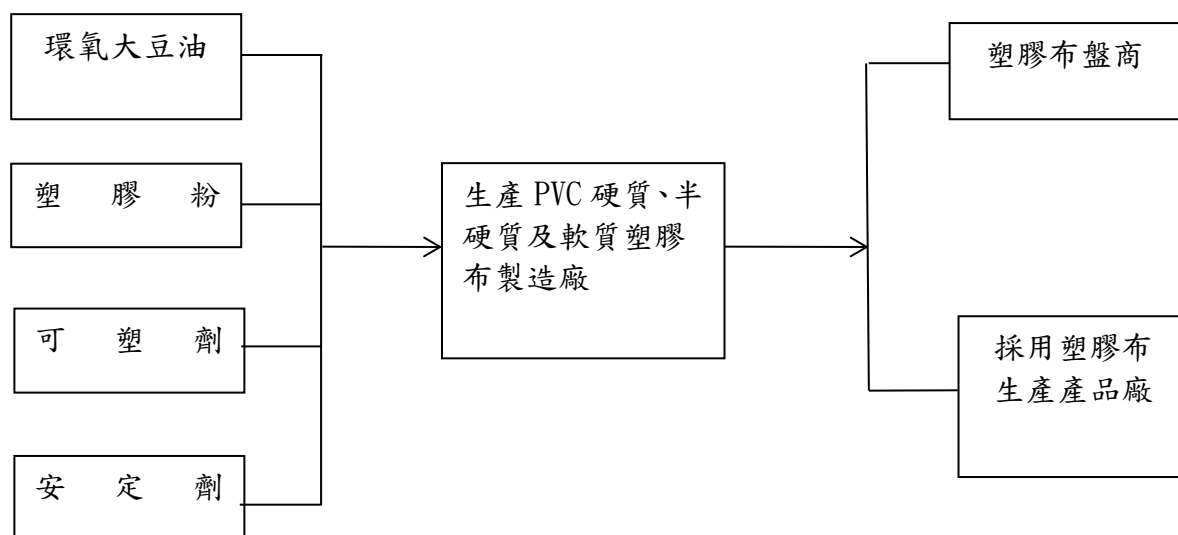 環氧大豆油
塑膠粉
可塑劑
安定劑
生產 PVC 硬質、半
硬質及軟質塑膠
布製造廠
塑膠布盤商
採用塑膠布
生產產品廠